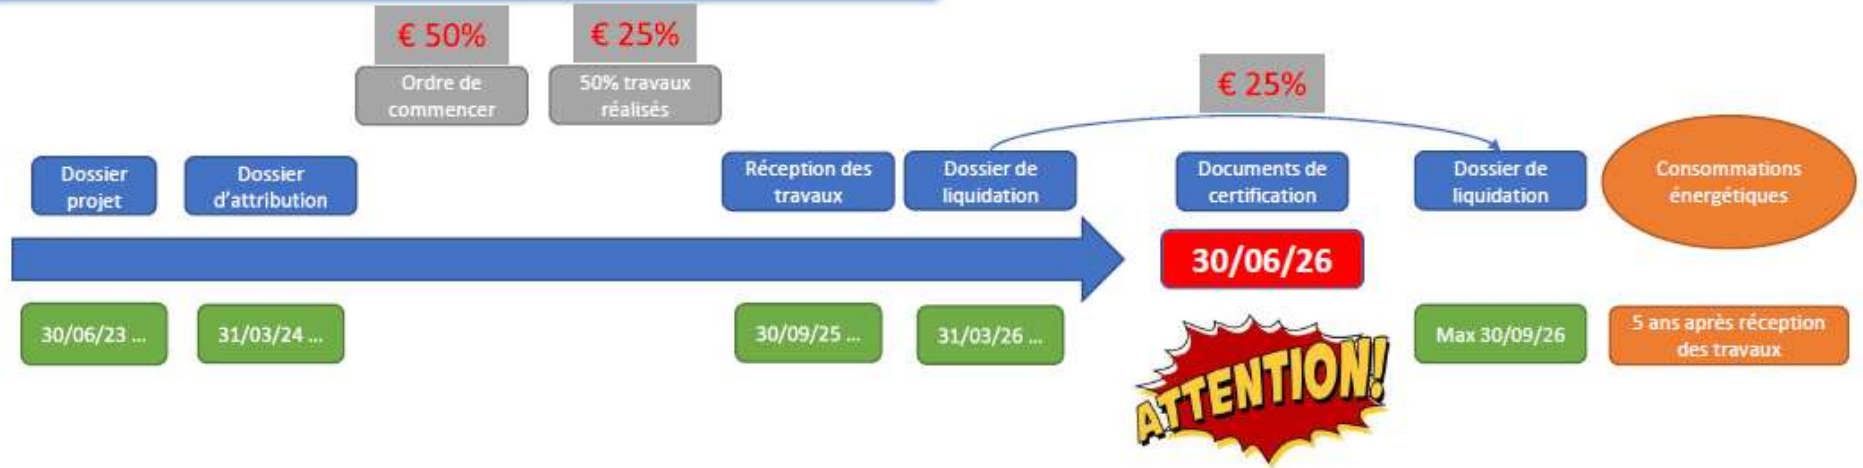 € 50%
€ 25%
Ordre de
commencer
50% travaux
réalisés
€ 25%
Dossier
projet
Dossier
d'attribution
Réception des
travaux
Dossier de
liquidation
Documents de
certification
Dossier de
liquidation
Consommations
énergétiques
30/06/26
30/06/23 ...
31/03/24 ...
30/09/25 ...
31/03/26 ...
ATTENTION!
Max 30/09/26
5 ans après réception
des travaux